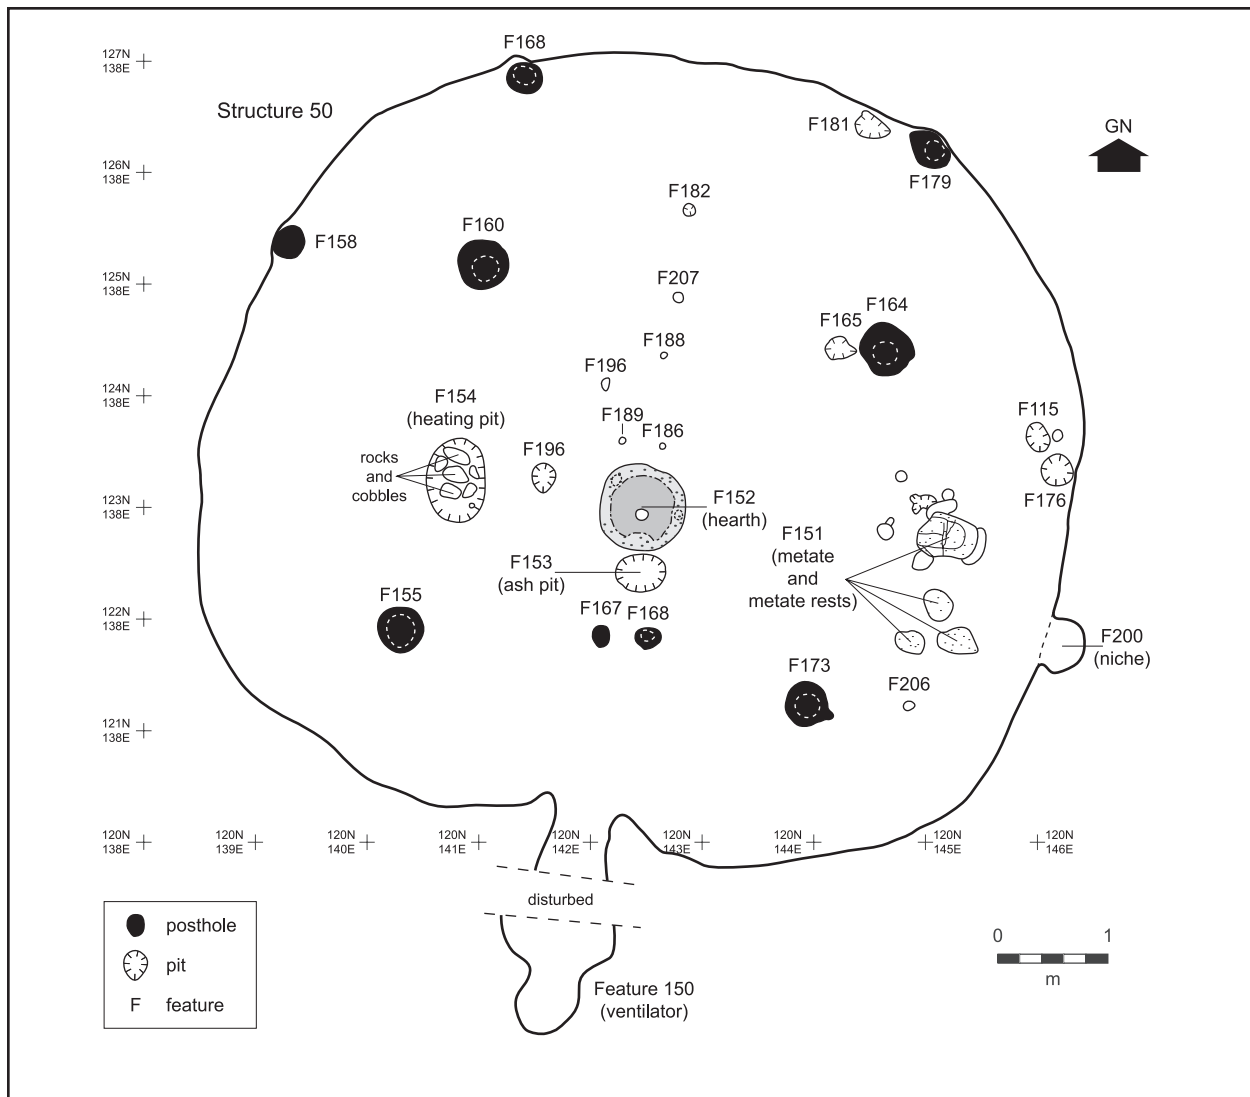 127N
138E
F168
Structure 50
F181
GN
126N
138E
F179
F182
F160
F158
125N
138E
F207
F164
F165
F188
F196
124N
138E
F154
(heating pit)
F189
F186
F115
rocks
and
cobbles
F196
123N
138E
F152
(hearth)
F176
F151
(metate
and
metate rests)
F153
(ash pit)
F155
122N
138E
F167
F168
F200
(niche)
F173
F206
121N
138E
120N
138E
120N
139E
120N
140E
120N
141E
120N
142E
120N
143E
120N
144E
120N
145E
120N
146E
disturbed
posthole
pit
F feature
0 1
m
Feature 150
(ventilator)